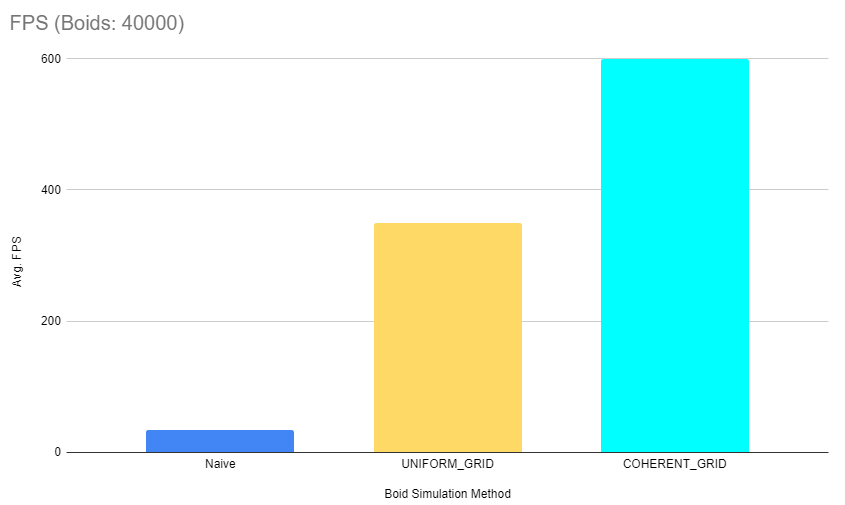 FPS (Boids: 40000)
600
400
200
0
Avg. FPS
Naive
UNIFORM_GRID
COHERENT_GRID
Boid Simulation Method